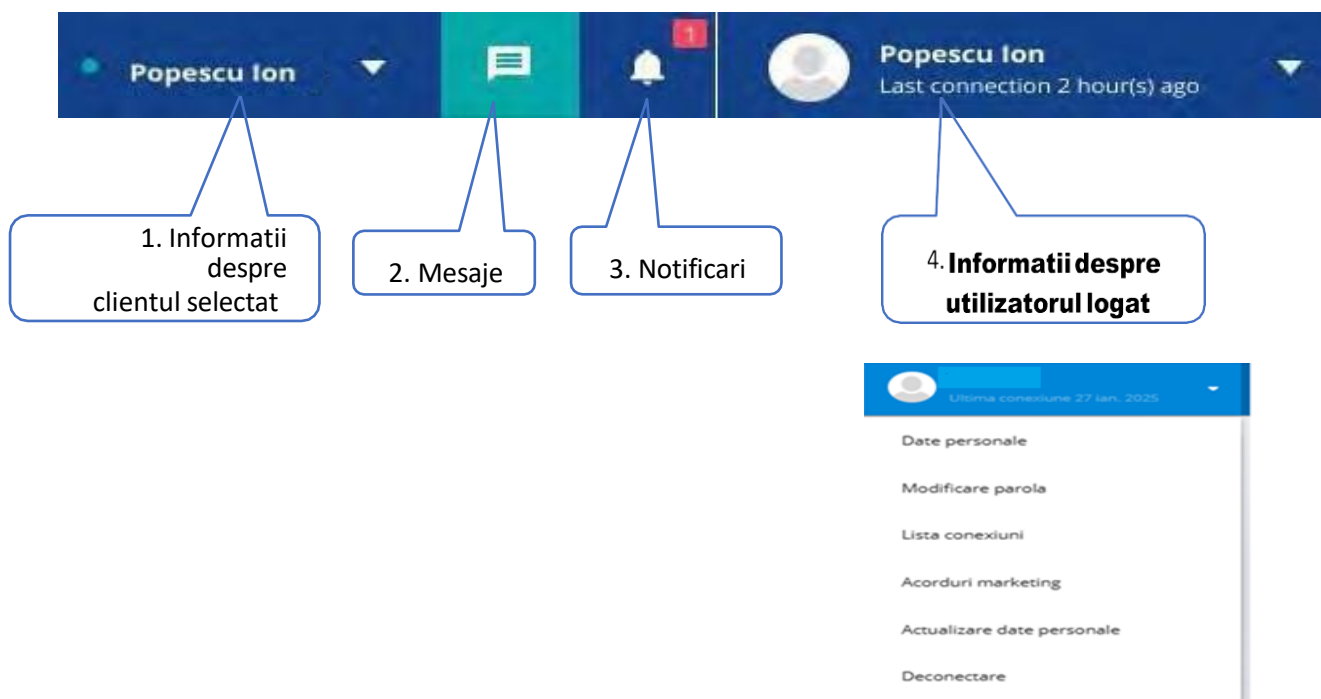 Popescu Ion
1
Popescu Ion
Last connection 2 hour(s) ago
1. Informatii
despre
clientul selectat
2. Mesaje
3. Notificari
4. Informatii despre
utilizatorul logat
Ultima conexiune 27 ian. 2025
Date personale
Modificare parola
Lista conexiuni
Acorduri marketing
Actualizare date personale
Deconectare